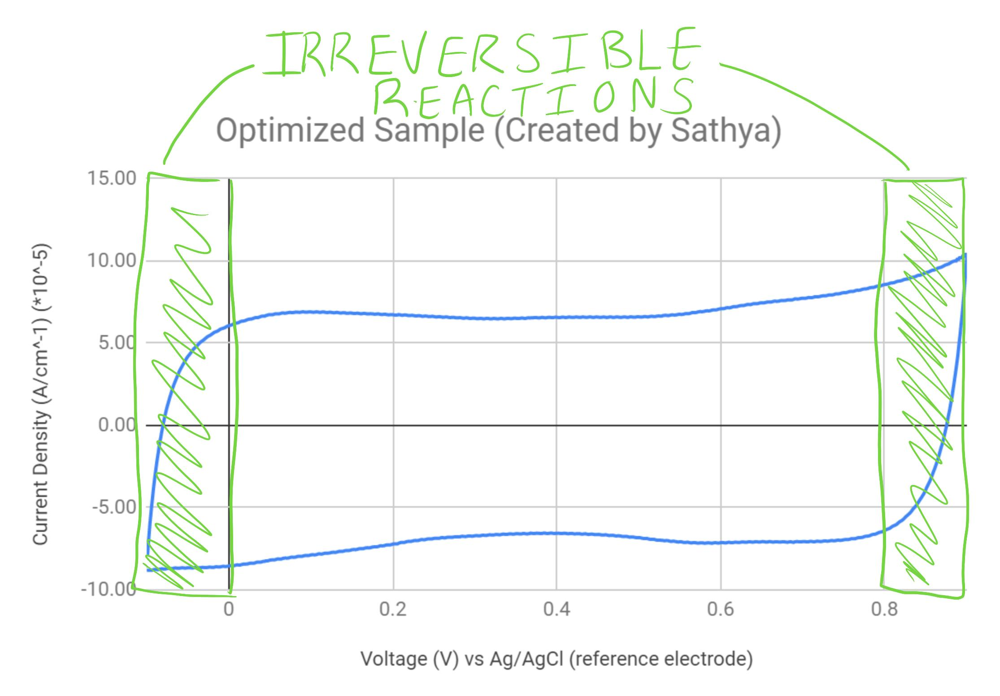 IRREVERSIBLE
REACTIONS
Optimized Sample (Created by Sathya)
15.00
10.00
5.00
0.00
-5.00
-10.00
Current Density (A/cm^-1) (*10^-5)
0 0.2 0.4 0.6 0.8
Voltage (V) vs Ag/AgCl (reference electrode)